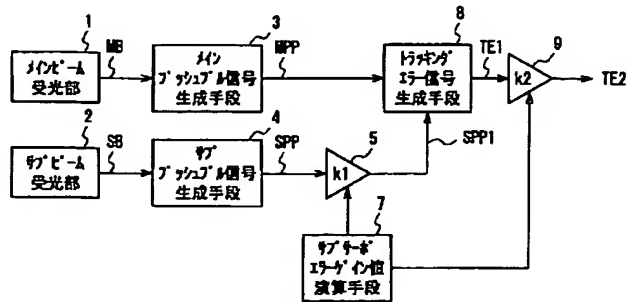 1
メインビーム
受光部
MB
3
メイン
プッシュプル信号
生成手段
MPP
8
トラッキング
エラー信号
生成手段
TE1
9
k2
TE2
2
サブビーム
受光部
SB
4
サブ
プッシュプル信号
生成手段
SPP
5
k1
SPP1
7
サブサーボ
エラーゲイン値
演算手段